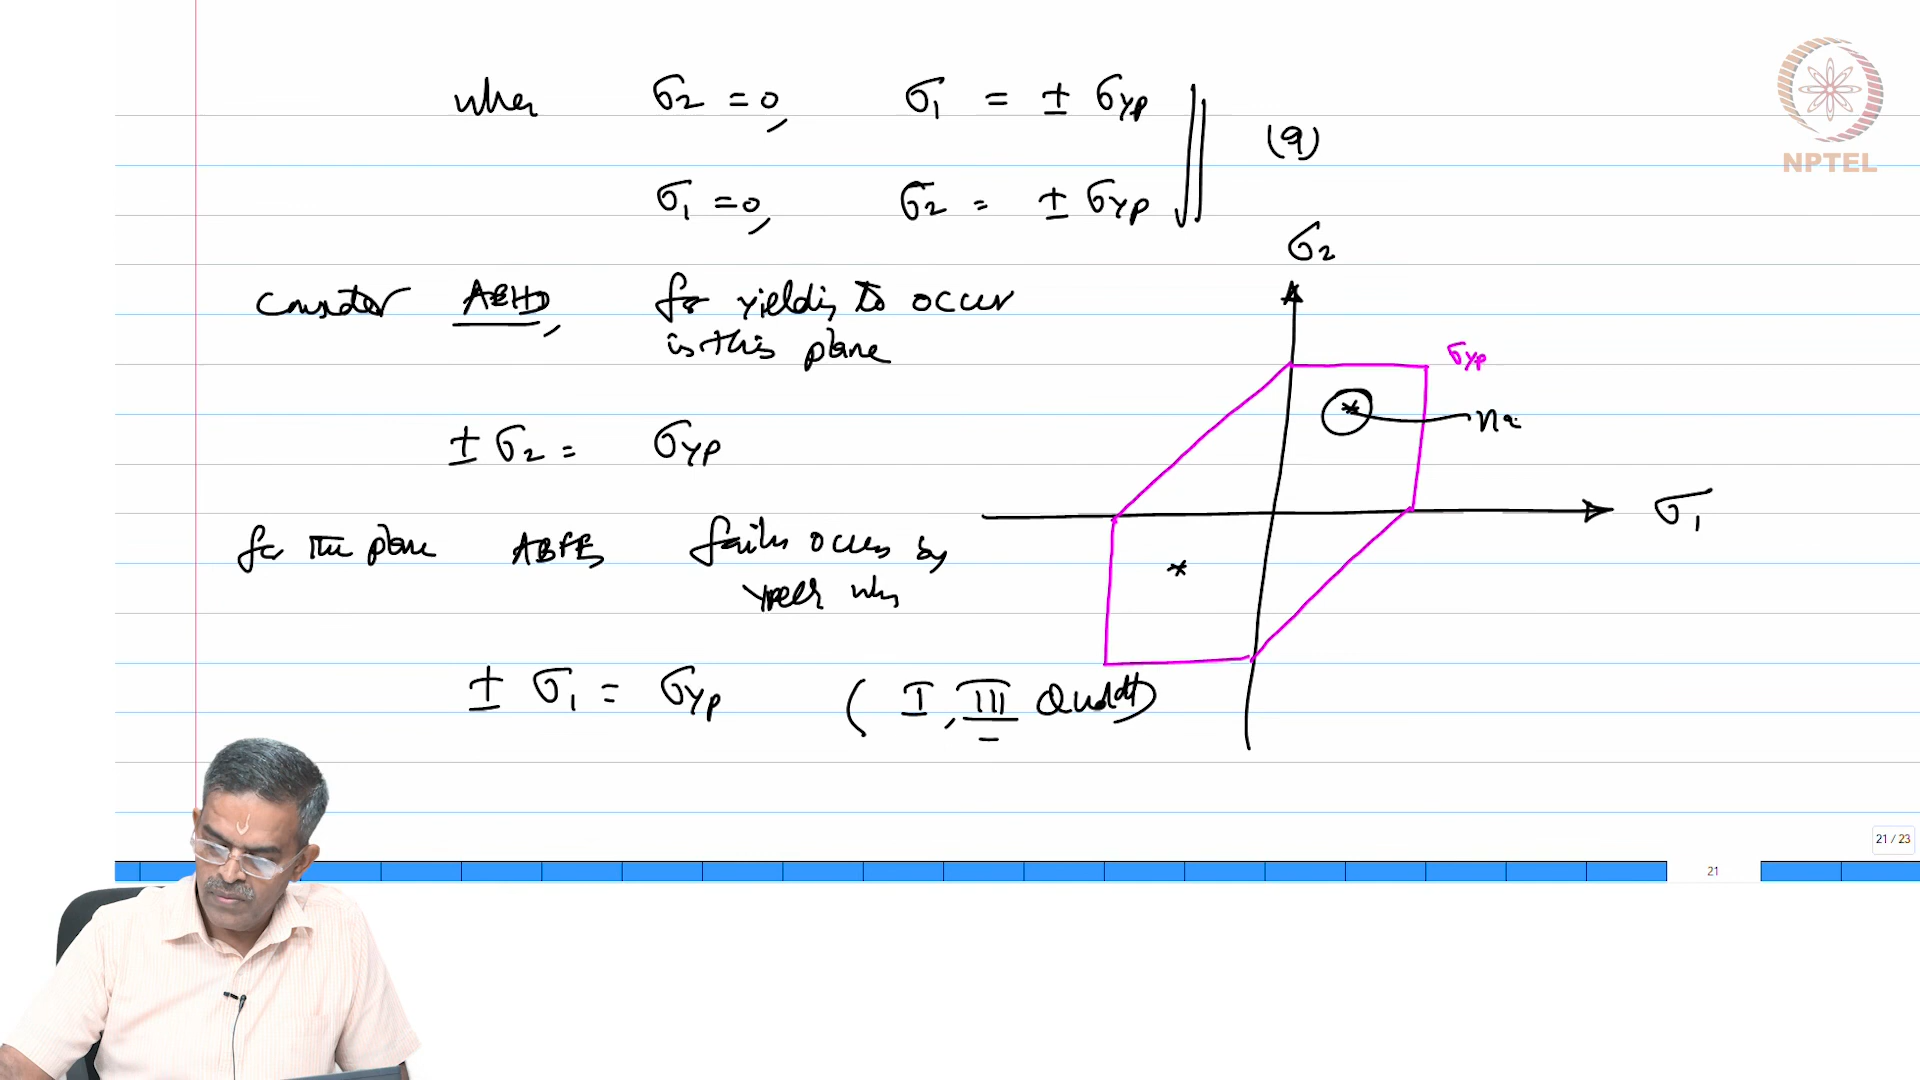 when σ2 = 0, σ1 = ± σyp
(9)
σ1 = 0, σ2 = ± σyp
σ2
Consider ABHD, for yielding to occur
is this plane
σyp
± σ2 = σyp
σ1
for the plane ABFE failure occurs by
when
± σ1 = σyp ( I, III Quadt)
NPTEL
21 / 23
21